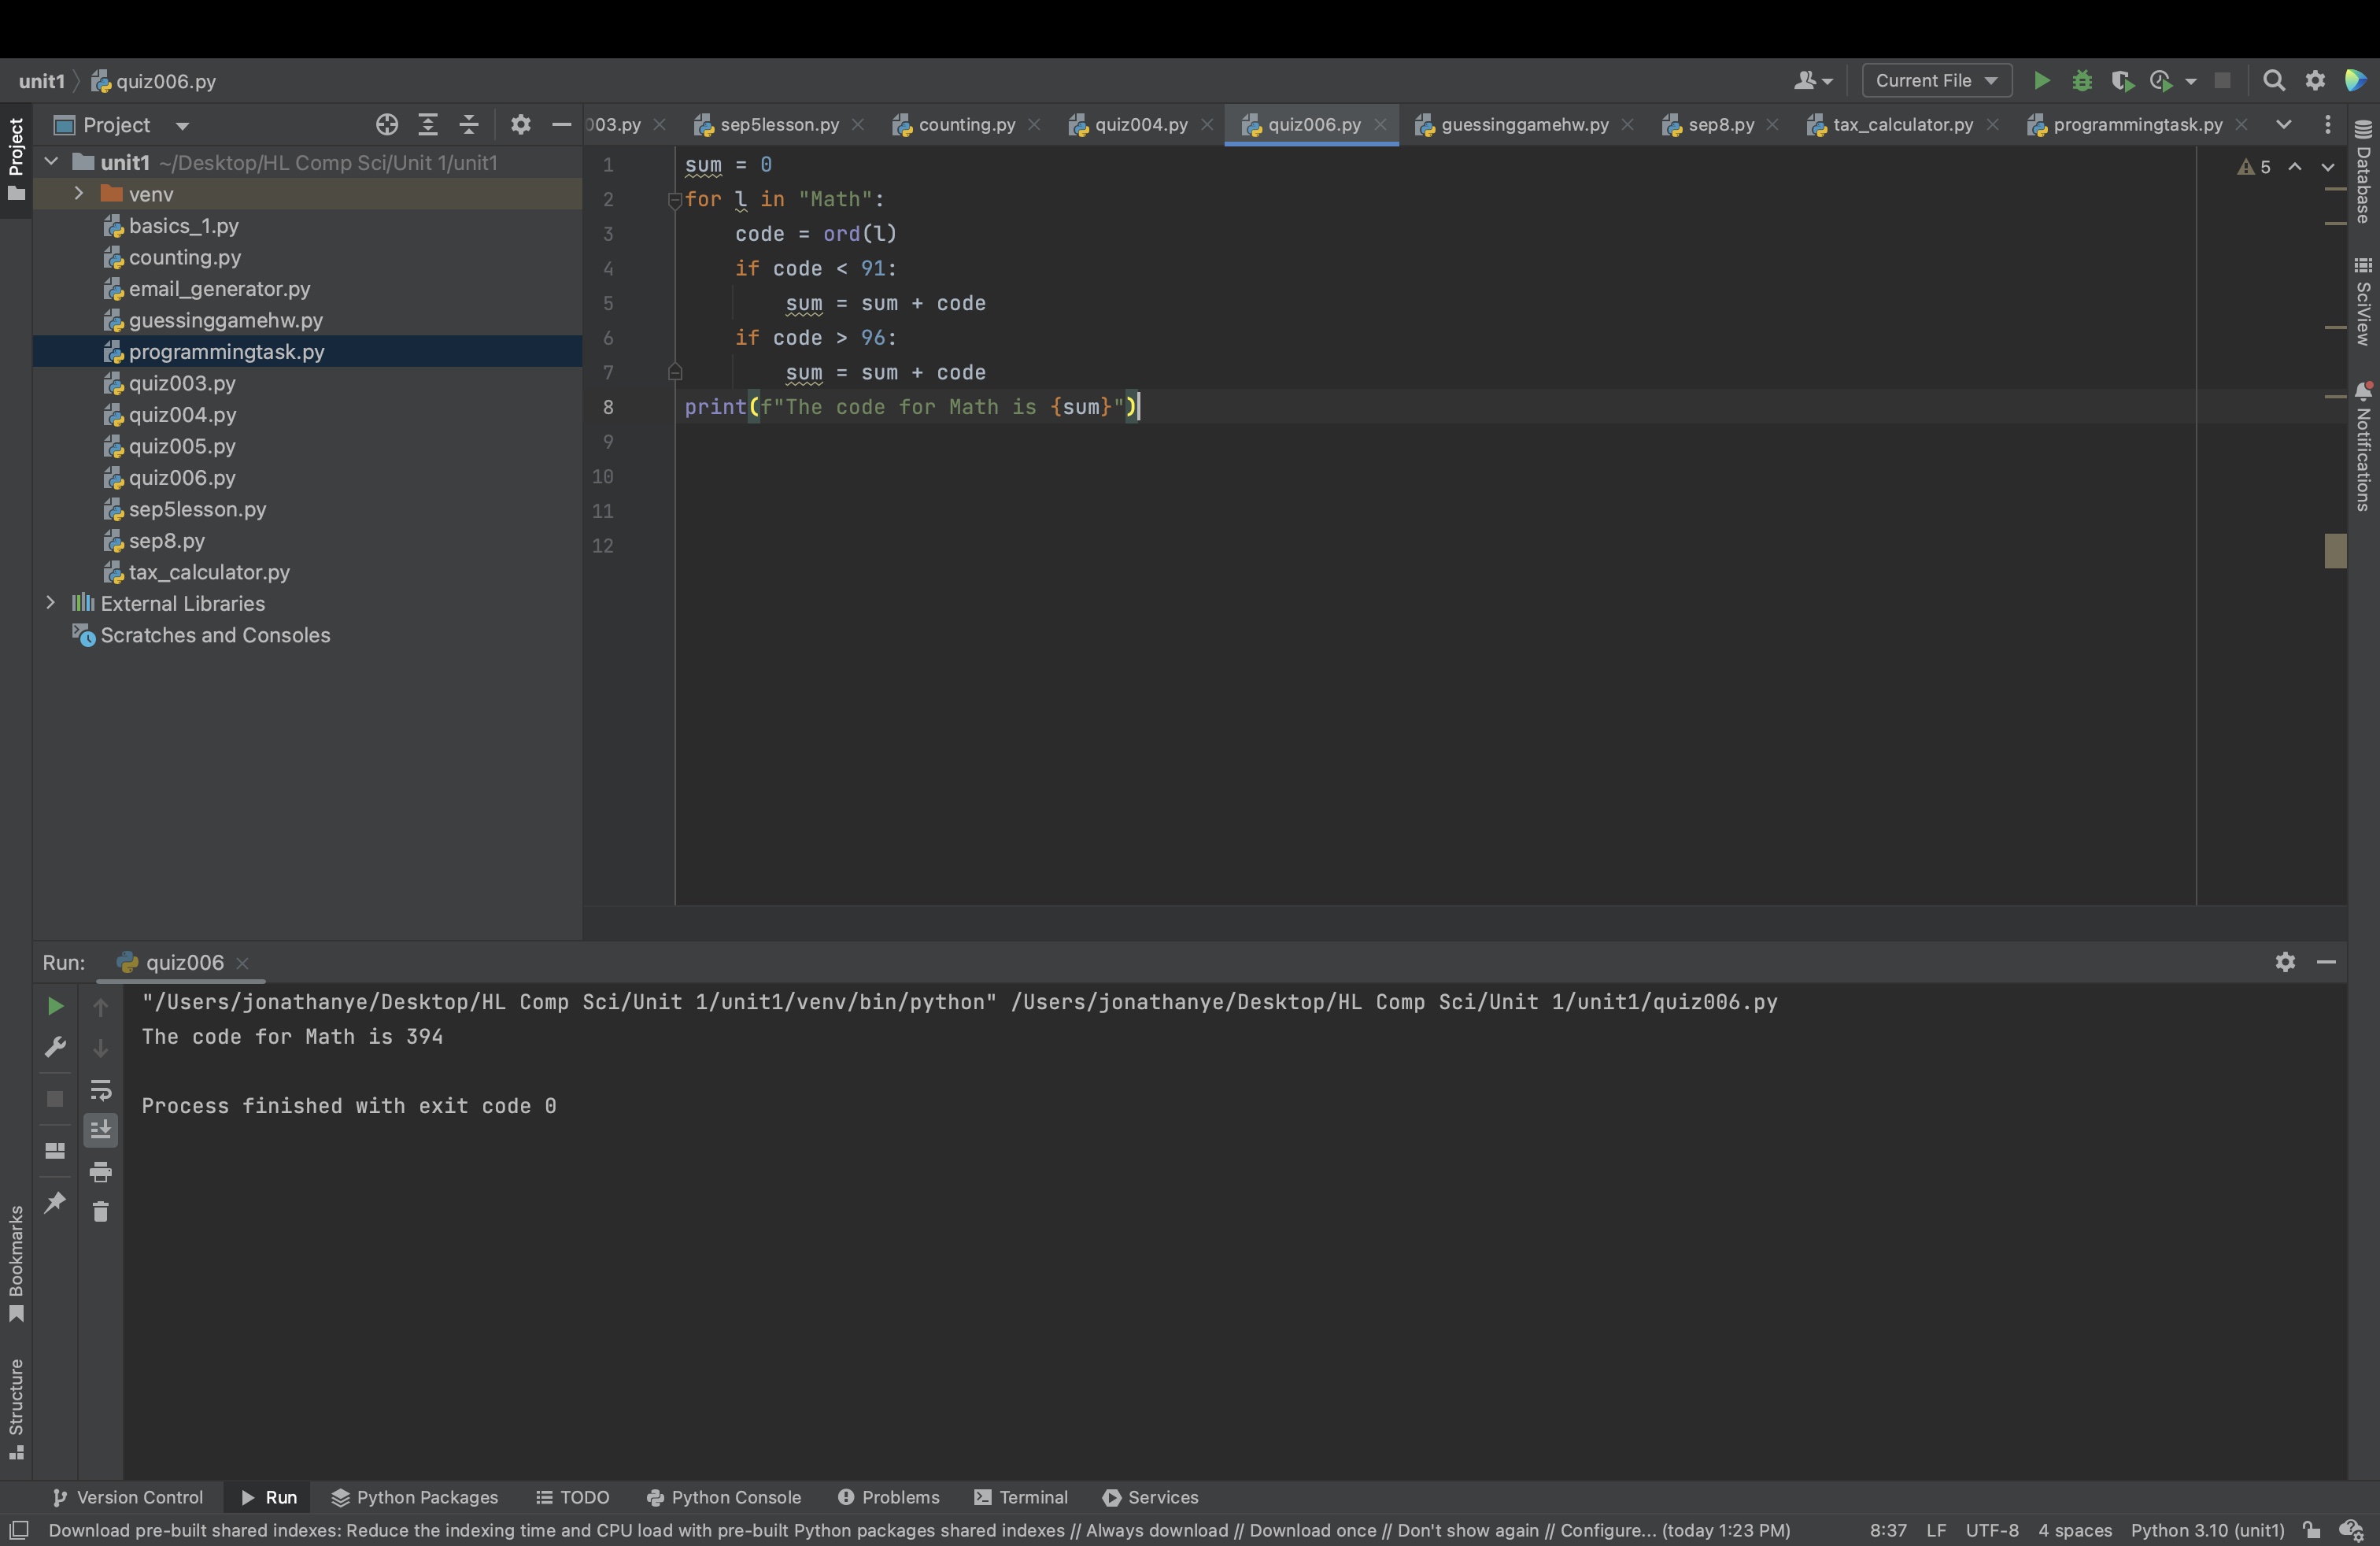 unit1 quiz006.py Current File
Project
Project 003.py sep5lesson.py counting.py quiz004.py quiz006.py guessinggamehw.py sep8.py tax_calculator.py programmingtask.py
unit1 ~/Desktop/HL Comp Sci/Unit 1/unit1
venv
basics_1.py
counting.py
email_generator.py
guessinggamehw.py
programmingtask.py
quiz003.py
quiz004.py
quiz005.py
quiz006.py
sep5lesson.py
sep8.py
tax_calculator.py
External Libraries
Scratches and Consoles
1 sum = 0
2 for l in "Math":
3     code = ord(l)
4     if code < 91:
5         sum = sum + code
6     if code > 96:
7         sum = sum + code
8 print(f"The code for Math is {sum}")
9
10
11
12
5
Database
SciView
Notifications
Run: quiz006
"/Users/jonathanye/Desktop/HL Comp Sci/Unit 1/unit1/venv/bin/python" /Users/jonathanye/Desktop/HL Comp Sci/Unit 1/unit1/quiz006.py
The code for Math is 394
Process finished with exit code 0
Bookmarks
Structure
Version Control Run Python Packages TODO Python Console Problems Terminal Services
Download pre-built shared indexes: Reduce the indexing time and CPU load with pre-built Python packages shared indexes // Always download // Download once // Don't show again // Configure... (today 1:23 PM) 8:37 LF UTF-8 4 spaces Python 3.10 (unit1)